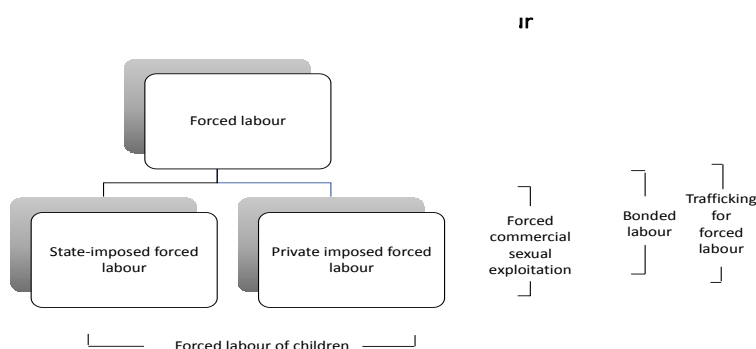 ur
Forced labour
State-imposed forced
labour
Private imposed forced
labour
Forced
commercial
sexual
exploitation
Bonded
labour
Trafficking
for
forced
labour
Forced labour of children